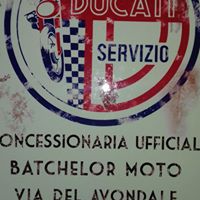 DUCATI
SERVIZIO
CONCESSIONARIA UFFICIAL
BATCHELOR MOTO
VIA DEL AVONDALE